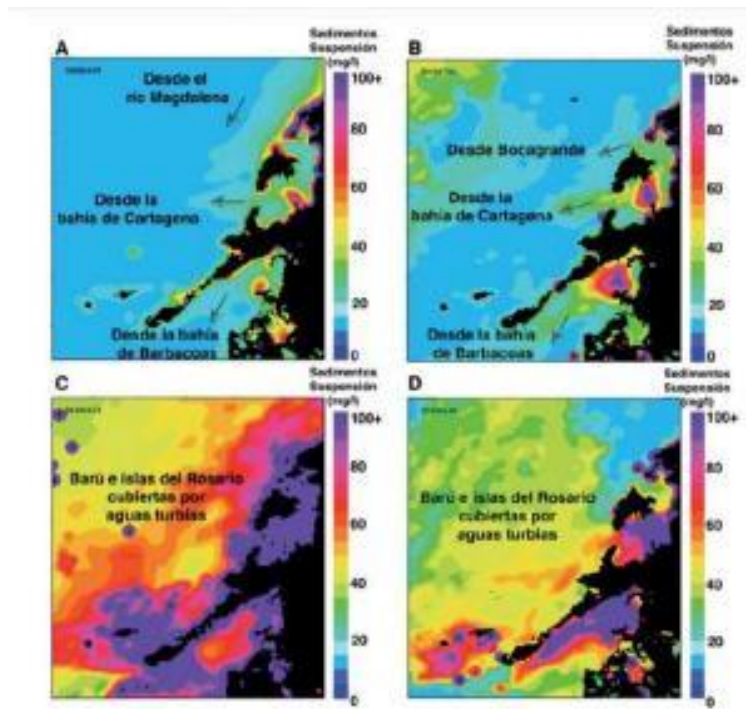 A
Sedimentos
Suspensión
(mg/l)
Desde el
río Magdalena
Desde la
bahía de Cartagena
Desde la bahía
de Barbacoas
100+
80
60
40
20
0
B
Sedimentos
Suspensión
(mg/l)
Desde Bocagrande
Desde la
bahía de Cartagena
Desde la bahía
de Barbacoas
100+
80
60
40
20
0
C
Sedimentos
Suspensión
(mg/l)
Barú e islas del Rosario
cubiertas por
aguas turbias
100+
80
60
40
20
0
D
Sedimentos
Suspensión
(mg/l)
Barú e islas del Rosario
cubiertas por
aguas turbias
100+
80
60
40
20
0